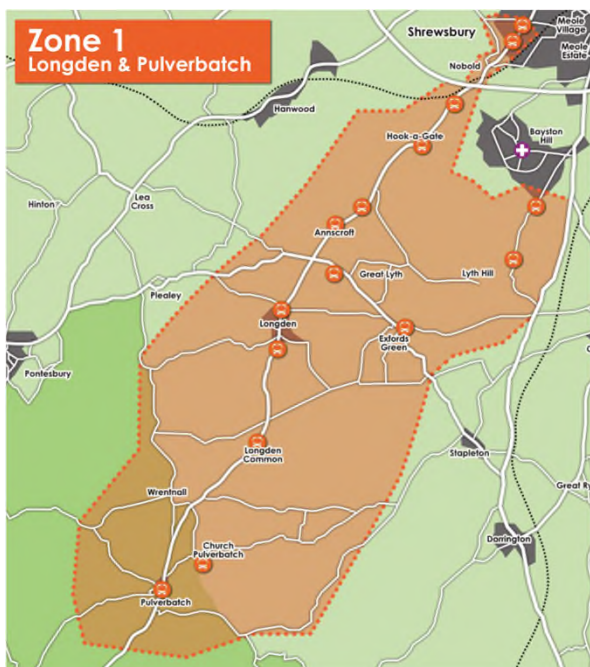 Zone 1
Longden & Pulverbatch
Shrewsbury
Meole
Village
Meole
Estate
Nobold
Hanwood
Hook-a-Gate
Bayston
Hill
Hinton
Lea
Cross
Annscroft
Great Lyth
Lyth Hill
Plealey
Longden
Exfords
Green
Pontesbury
Longden
Common
Stapleton
Wrentnall
Great Ry
Church
Pulverbatch
Dorrington
Pulverbatch